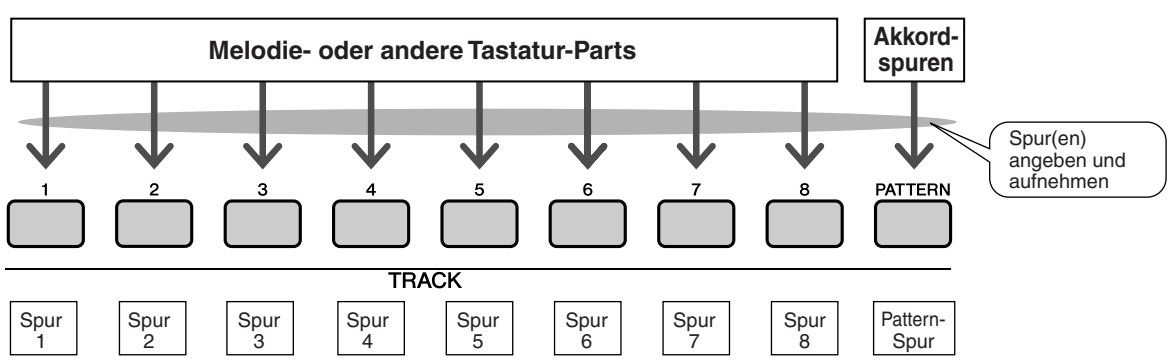 Melodie- oder andere Tastatur-Parts
Akkord-
spuren
Spur(en)
angeben und
aufnehmen
1 2 3 4 5 6 7 8 PATTERN
TRACK
Spur
1
Spur
2
Spur
3
Spur
4
Spur
5
Spur
6
Spur
7
Spur
8
Pattern-
Spur